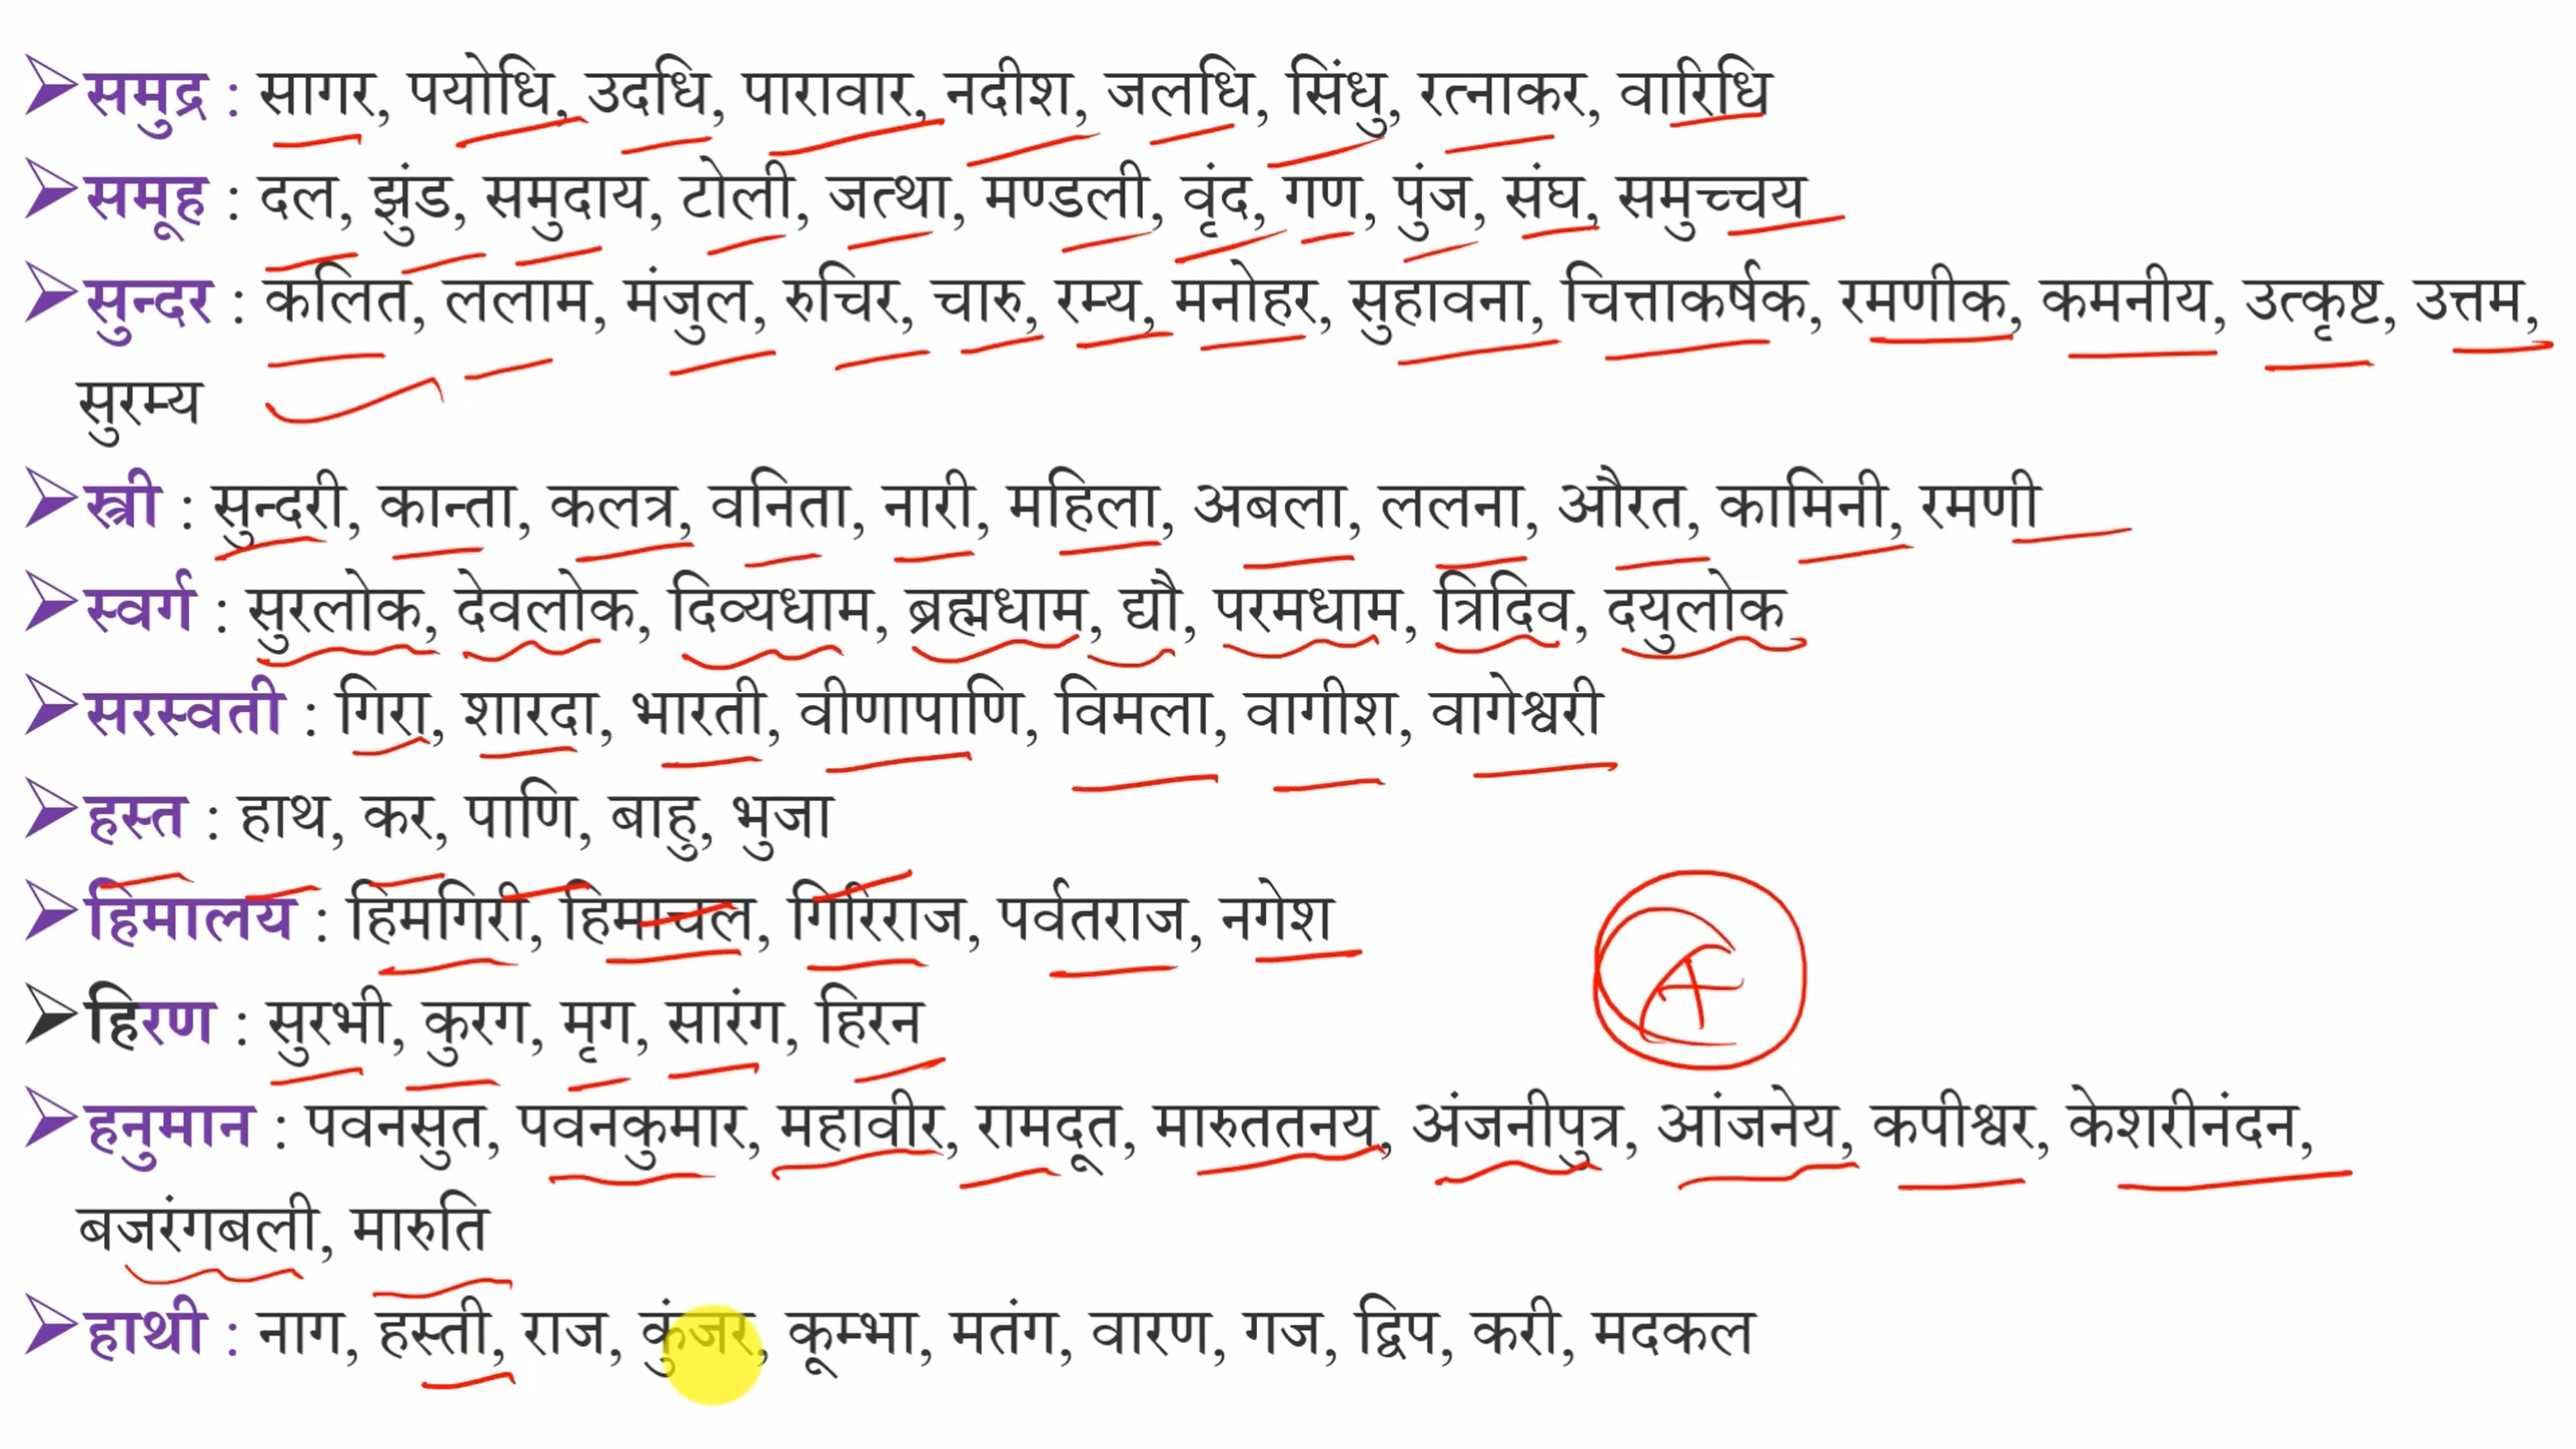 समुद्र : सागर, पयोधि, उदधि, पारावार, नदीश, जलधि, सिंधु, रत्नाकर, वारिधि
समूह : दल, झुंड, समुदाय, टोली, जत्था, मण्डली, वृंद, गण, पुंज, संघ, समुच्चय
सुन्दर : कलित, ललाम, मंजुल, रुचिर, चारु, रम्य, मनोहर, सुहावना, चित्ताकर्षक, रमणीक, कमनीय, उत्कृष्ट, उत्तम,
सुरम्य
स्त्री : सुन्दरी, कान्ता, कलत्र, वनिता, नारी, महिला, अबला, ललना, औरत, कामिनी, रमणी
स्वर्ग : सुरलोक, देवलोक, दिव्यधाम, ब्रह्मधाम, द्यौ, परमधाम, त्रिदिव, दयुलोक
सरस्वती : गिरा, शारदा, भारती, वीणापाणि, विमला, वागीश, वागेश्वरी
हस्त : हाथ, कर, पाणि, बाहु, भुजा
हिमालय : हिमगिरी, हिमाचल, गिरिराज, पर्वतराज, नगेश
A
हिरण : सुरभी, कुरग, मृग, सारंग, हिरन
हनुमान : पवनसुत, पवनकुमार, महावीर, रामदूत, मारुततनय, अंजनीपुत्र, आंजनेय, कपीश्वर, केशरीनंदन,
बजरंगबली, मारुति
हाथी : नाग, हस्ती, राज, कुंजर, कूम्भा, मतंग, वारण, गज, द्विप, करी, मदकल